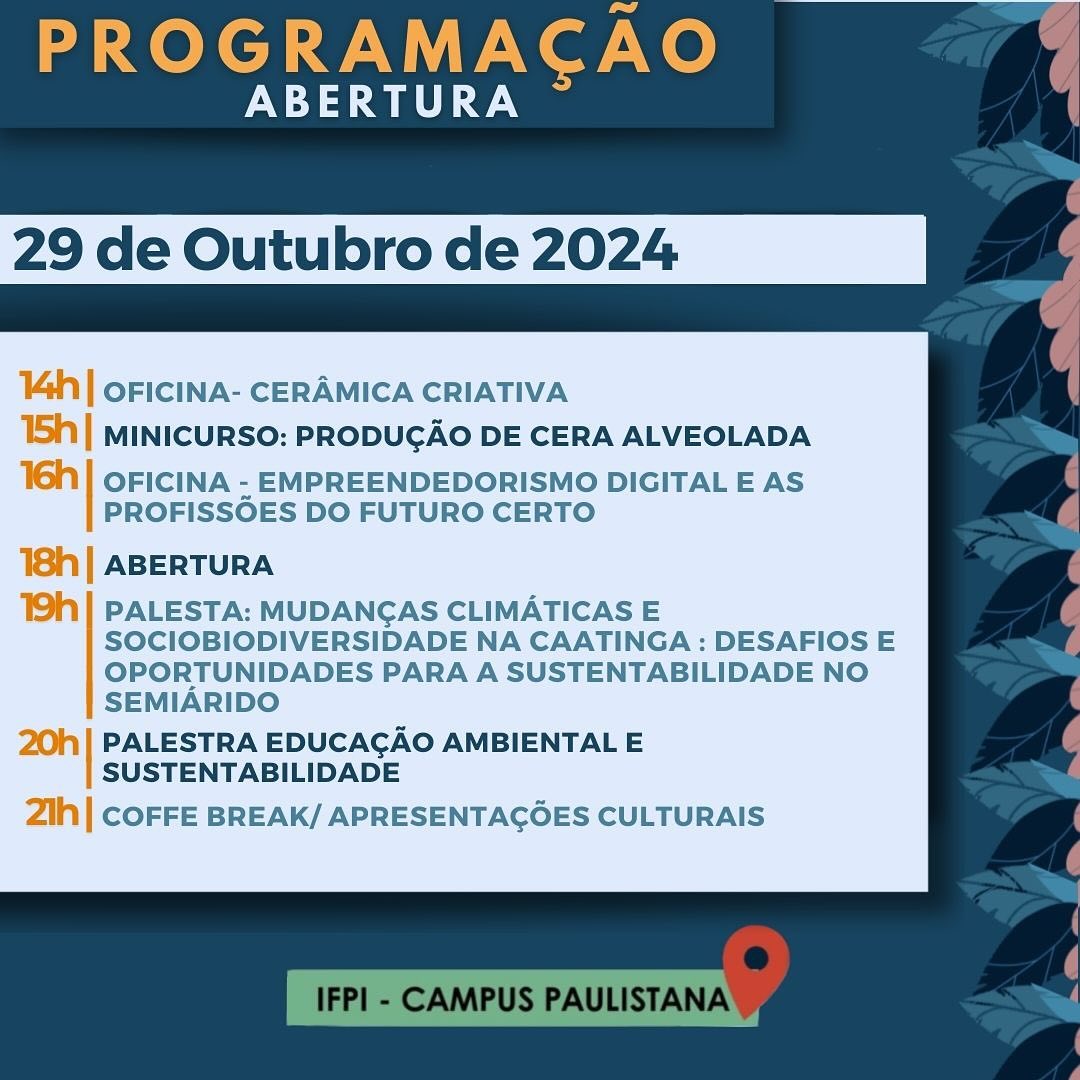 PROGRAMAÇÃO
ABERTURA
29 de Outubro de 2024
14h| OFICINA- CERÂMICA CRIATIVA
15h| MINICURSO: PRODUÇÃO DE CERA ALVEOLADA
16h| OFICINA - EMPREENDEDORISMO DIGITAL E AS
PROFISSÕES DO FUTURO CERTO
18h| ABERTURA
19h| PALESTA: MUDANÇAS CLIMÁTICAS E
SOCIOBIODIVERSIDADE NA CAATINGA : DESAFIOS E
OPORTUNIDADES PARA A SUSTENTABILIDADE NO
SEMIÁRIDO
20h| PALESTRA EDUCAÇÃO AMBIENTAL E
SUSTENTABILIDADE
21h| COFFE BREAK/ APRESENTAÇÕES CULTURAIS
IFPI - CAMPUS PAULISTANA